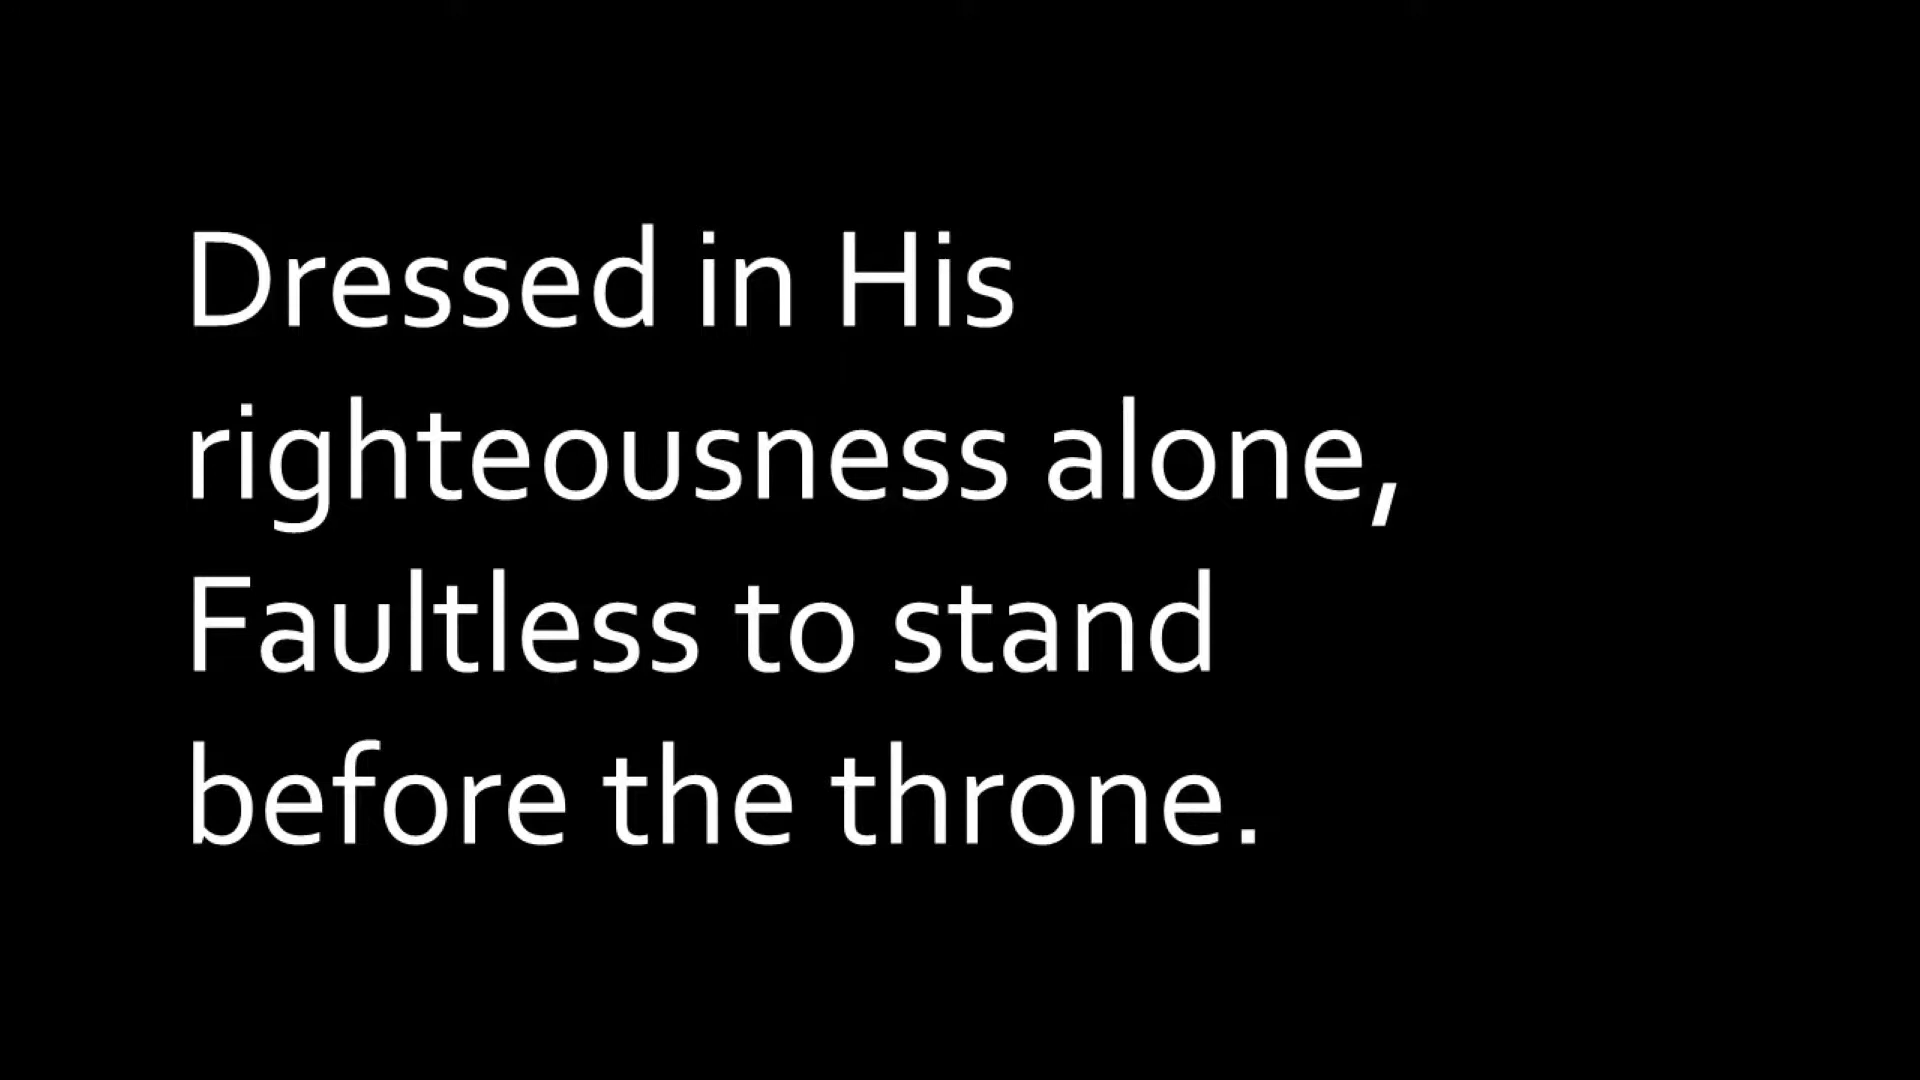 Dressed in His
righteousness alone,
Faultless to stand
before the throne.